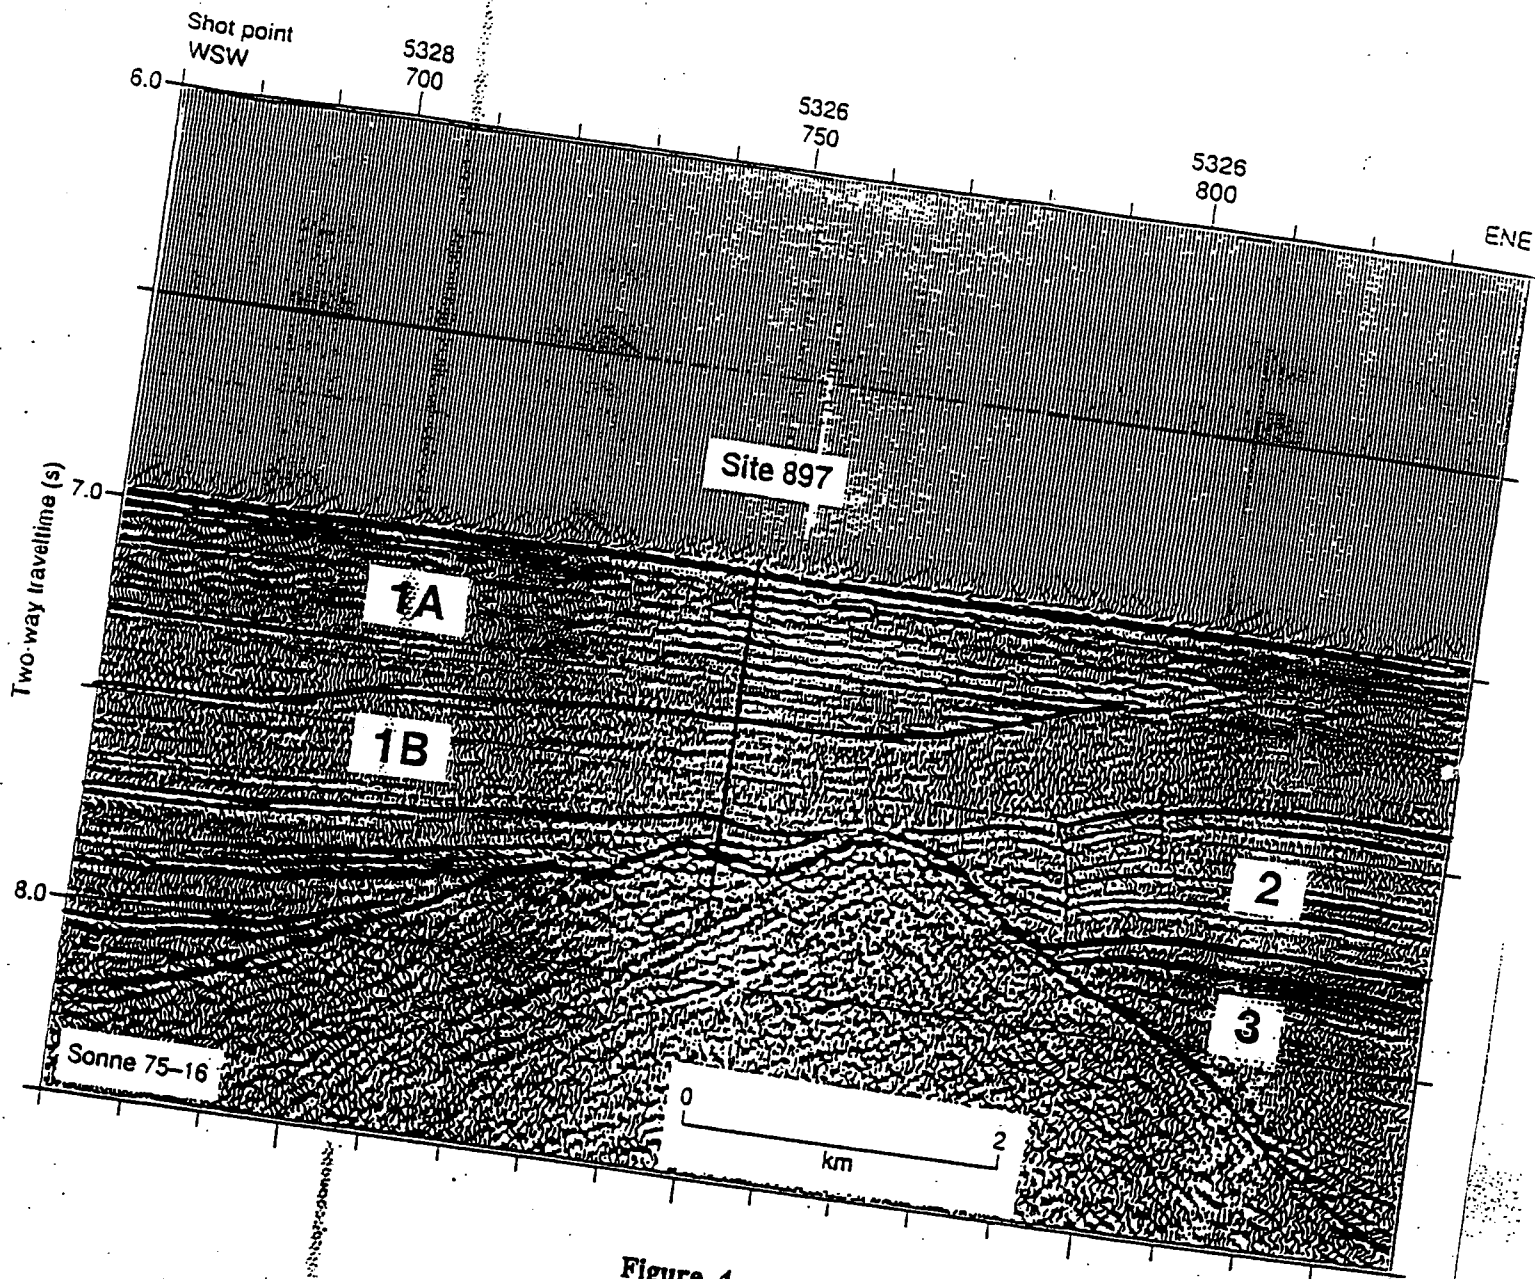 Shot point
WSW
5328
700
5326
750
5326
800
ENE
6.0
Site 897
7.0
Two-way traveltime (s)
1A
1B
8.0
2
3
Sonne 75–16
0
2
km
Figure 4